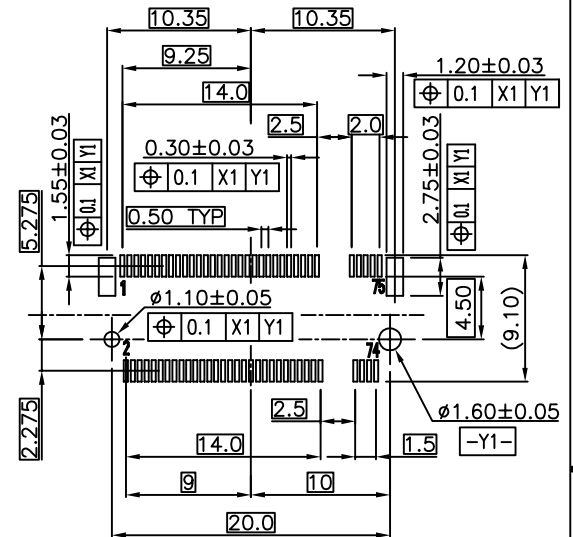 10.35 10.35
9.25
1.20±0.03
⌖ 0.1 X1 Y1
14.0
2.5 2.0
0.30±0.03
⌖ 0.1 X1 Y1
1.55±0.03
⌖ 0.1 X1 Y1
2.75±0.03
⌖ 0.1 X1 Y1
0.50 TYP
5.275
1 75
ø1.10±0.05
⌖ 0.1 X1 Y1
4.50
(9.10)
2 74
2.275
2.5
ø1.60±0.05
-Y1-
14.0 1.5
9 10
20.0